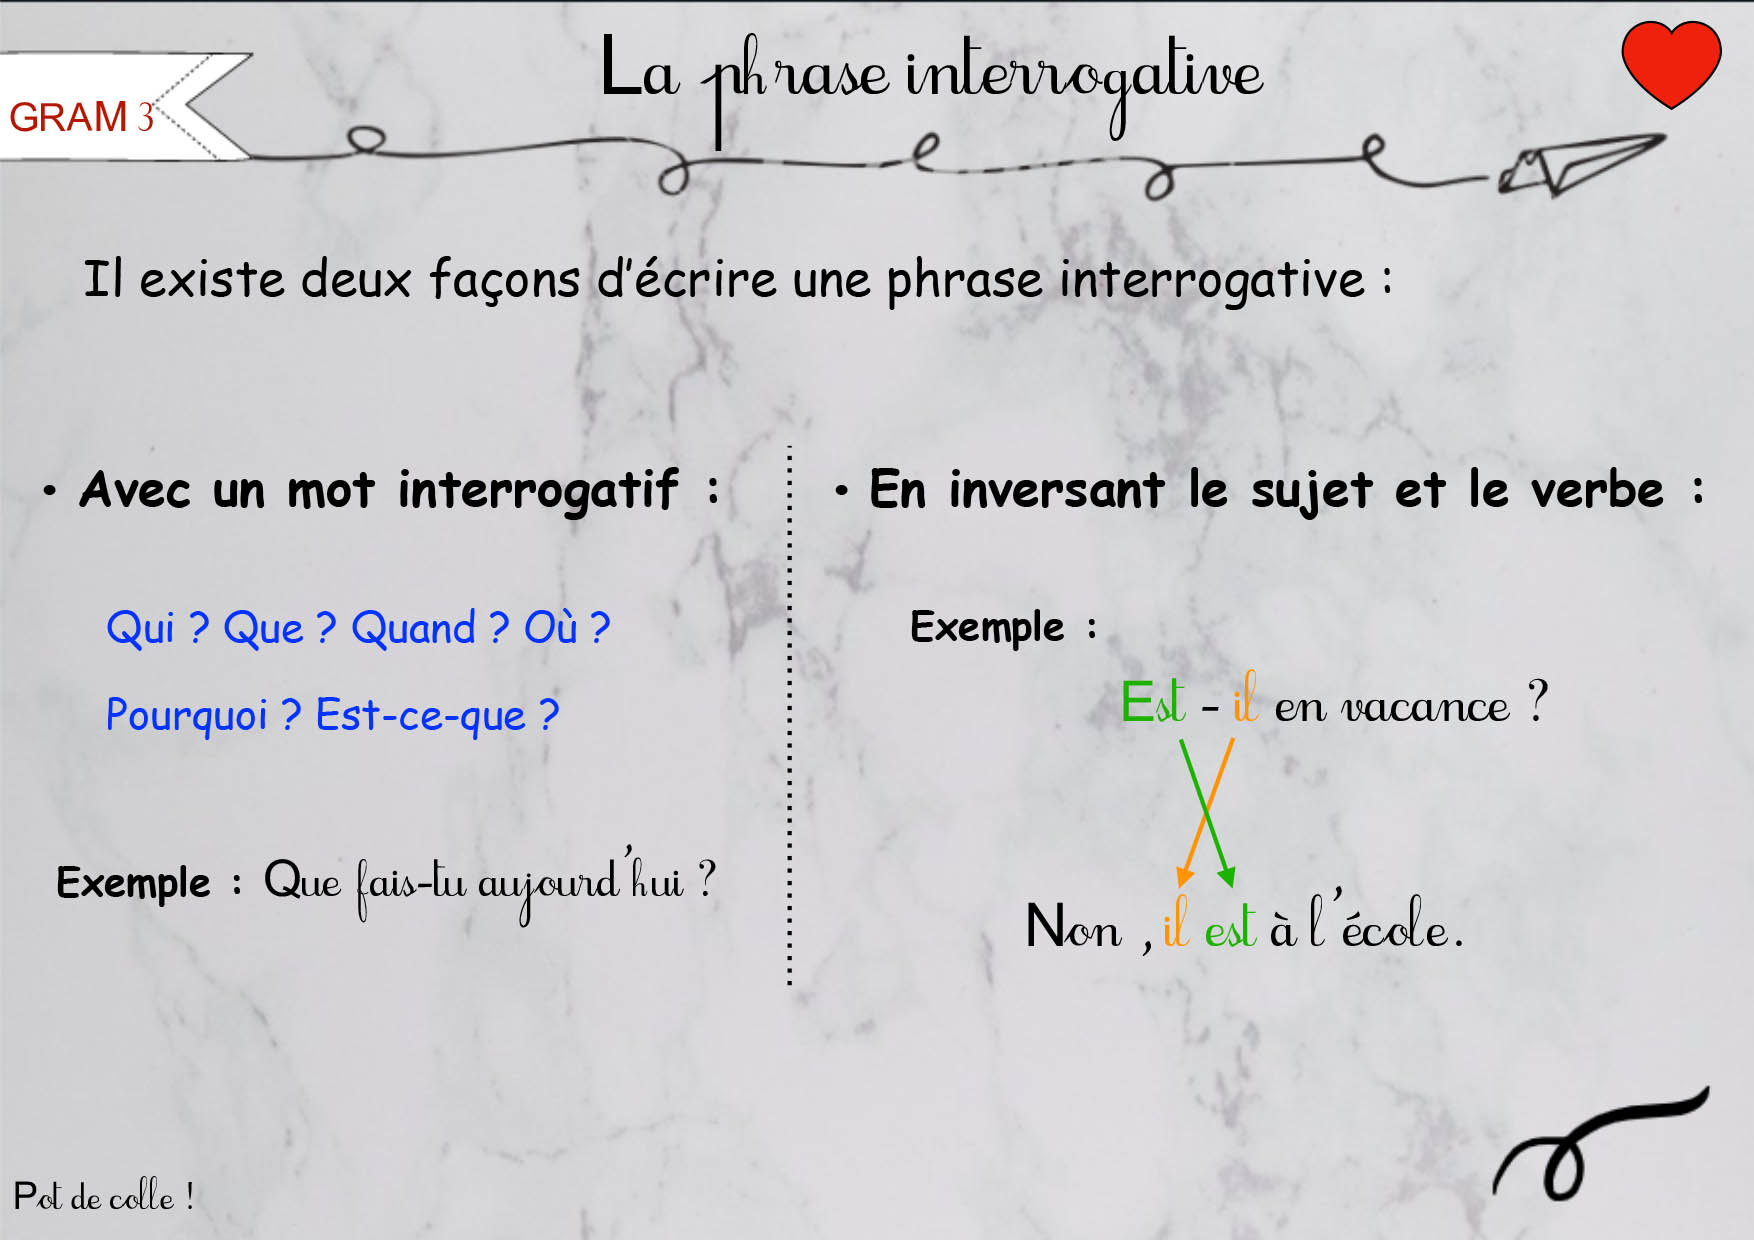 GRAM 3
La phrase interrogative
Il existe deux façons d'écrire une phrase interrogative :
• Avec un mot interrogatif :
Qui ? Que ? Quand ? Où ?
Pourquoi ? Est-ce-que ?
Exemple : Que fais-tu aujourd'hui ?
• En inversant le sujet et le verbe :
Exemple :
Est - il en vacance ?
Non , il est à l'école.
Pot de colle !